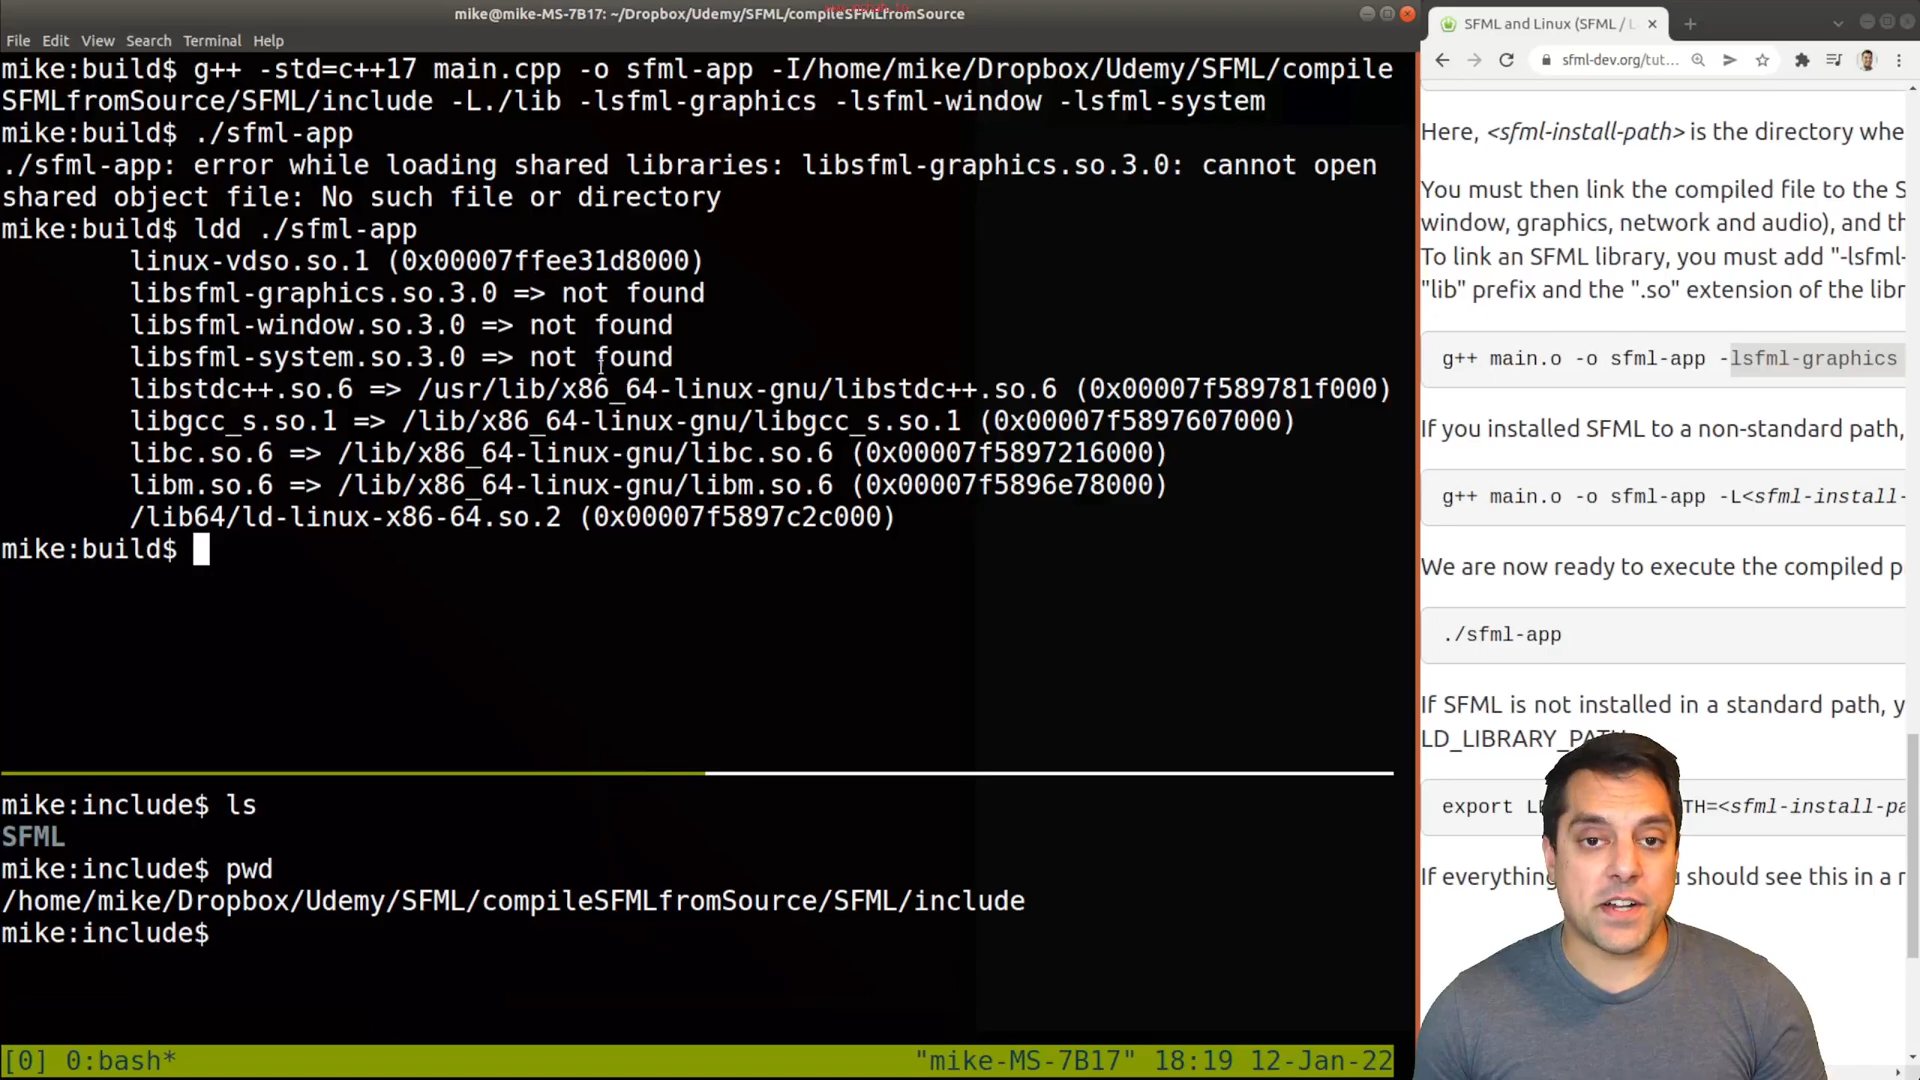 mike@mike-MS-7B17: ~/Dropbox/Udemy/SFML/compileSFMLfromSource
File Edit View Search Terminal Help
mike:build$ g++ -std=c++17 main.cpp -o sfml-app -I/home/mike/Dropbox/Udemy/SFML/compile
SFMLfromSource/SFML/include -L./lib -lsfml-graphics -lsfml-window -lsfml-system
mike:build$ ./sfml-app
./sfml-app: error while loading shared libraries: libsfml-graphics.so.3.0: cannot open
shared object file: No such file or directory
mike:build$ ldd ./sfml-app
linux-vdso.so.1 (0x00007ffee31d8000)
libsfml-graphics.so.3.0 => not found
libsfml-window.so.3.0 => not found
libsfml-system.so.3.0 => not found
libstdc++.so.6 => /usr/lib/x86_64-linux-gnu/libstdc++.so.6 (0x00007f589781f000)
libgcc_s.so.1 => /lib/x86_64-linux-gnu/libgcc_s.so.1 (0x00007f5897607000)
libc.so.6 => /lib/x86_64-linux-gnu/libc.so.6 (0x00007f5897216000)
libm.so.6 => /lib/x86_64-linux-gnu/libm.so.6 (0x00007f5896e78000)
/lib64/ld-linux-x86-64.so.2 (0x00007f5897c2c000)
mike:build$
mike:include$ ls
SFML
mike:include$ pwd
/home/mike/Dropbox/Udemy/SFML/compileSFMLfromSource/SFML/include
mike:include$
[0] 0:bash* "mike-MS-7B17" 18:19 12-Jan-22
SFML and Linux (SFML / L
sfml-dev.org/tut...
Here, <sfml-install-path> is the directory whe
You must then link the compiled file to the S
window, graphics, network and audio), and th
To link an SFML library, you must add "-lsfml-
"lib" prefix and the ".so" extension of the libr
g++ main.o -o sfml-app -lsfml-graphics
If you installed SFML to a non-standard path,
g++ main.o -o sfml-app -L<sfml-install-
We are now ready to execute the compiled p
./sfml-app
If SFML is not installed in a standard path, y
LD_LIBRARY_PATH
export L TH=<sfml-install-pa
If everything should see this in a